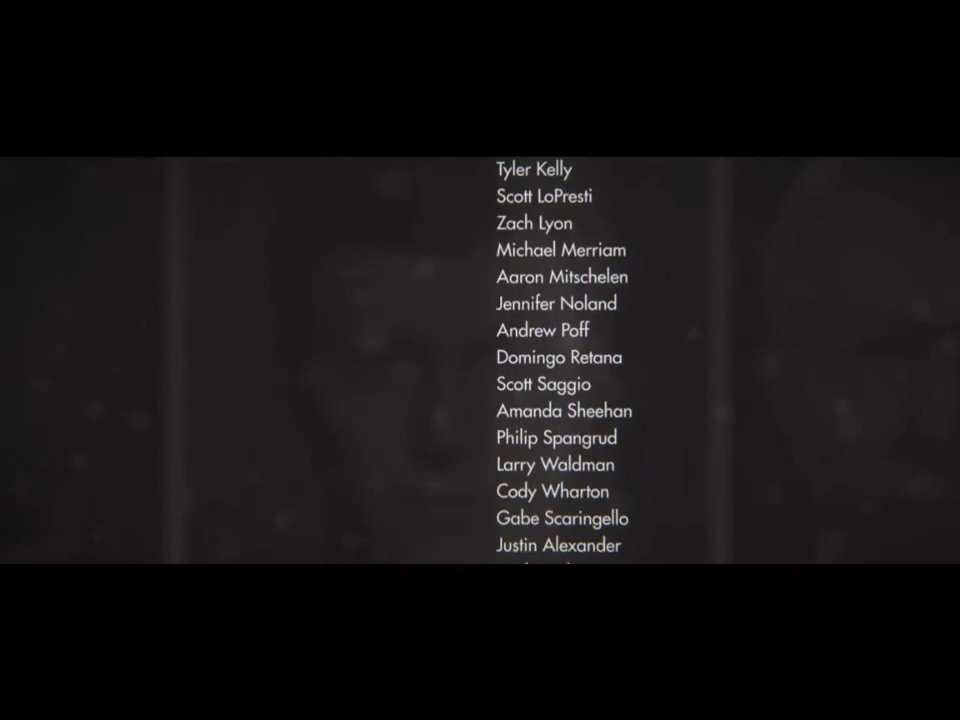 Tyler Kelly
Scott LoPresti
Zach Lyon
Michael Merriam
Aaron Mitschelen
Jennifer Noland
Andrew Poff
Domingo Retana
Scott Saggio
Amanda Sheehan
Philip Spangrud
Larry Waldman
Cody Wharton
Gabe Scaringello
Justin Alexander